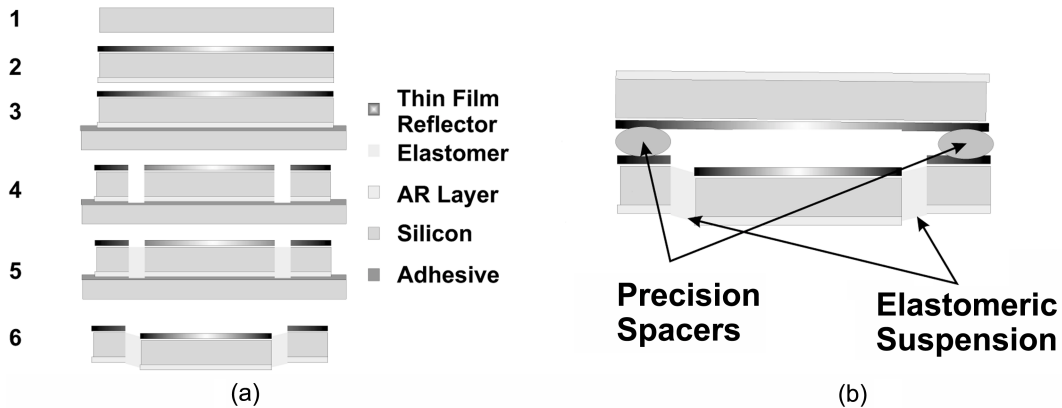 1
2
3
4
5
6
Thin Film
Reflector
Elastomer
AR Layer
Silicon
Adhesive
(a)
Precision
Spacers
Elastomeric
Suspension
(b)